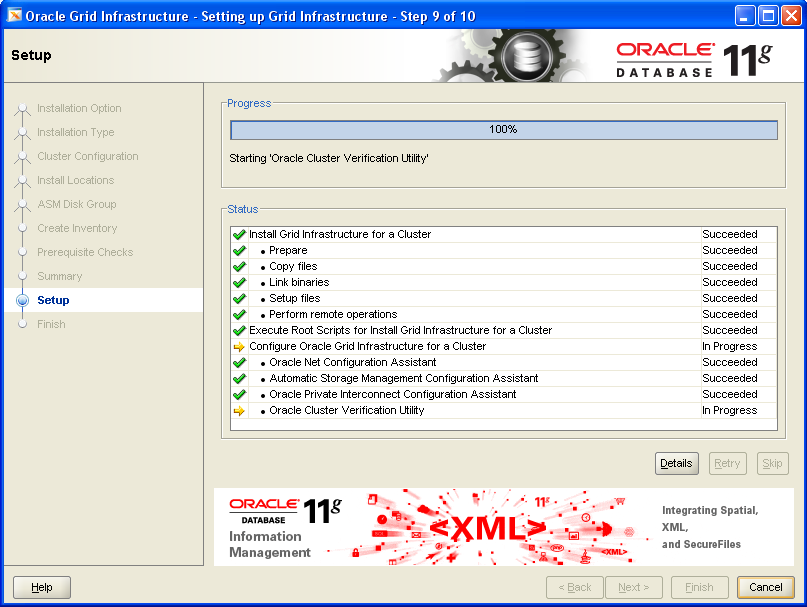 Oracle Grid Infrastructure - Setting up Grid Infrastructure - Step 9 of 10
Setup
ORACLE
DATABASE
11g
Installation Option
Installation Type
Cluster Configuration
Install Locations
ASM Disk Group
Create Inventory
Prerequisite Checks
Summary
Setup
Finish
Progress
100%
Starting 'Oracle Cluster Verification Utility'
Status
Install Grid Infrastructure for a Cluster Succeeded
• Prepare Succeeded
• Copy files Succeeded
• Link binaries Succeeded
• Setup files Succeeded
• Perform remote operations Succeeded
Execute Root Scripts for Install Grid Infrastructure for a Cluster Succeeded
Configure Oracle Grid Infrastructure for a Cluster In Progress
• Oracle Net Configuration Assistant Succeeded
• Automatic Storage Management Configuration Assistant Succeeded
• Oracle Private Interconnect Configuration Assistant Succeeded
• Oracle Cluster Verification Utility In Progress
Details Retry Skip
ORACLE
DATABASE
11g
Information
Management
<XML>
11g
<XML>
Integrating Spatial,
XML,
and SecureFiles
Help < Back Next > Finish Cancel